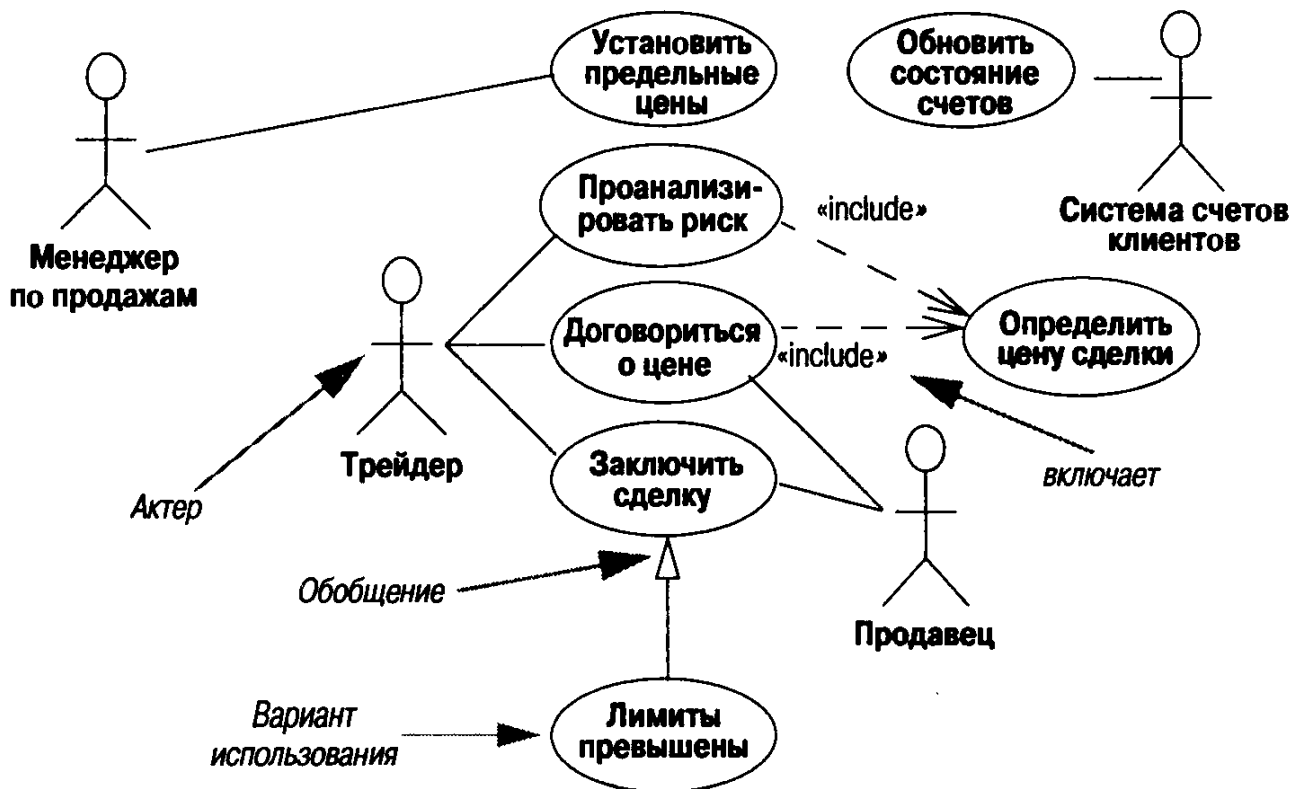 Установить
предельные
цены
Обновить
состояние
счетов
Менеджер
по продажам
Система счетов
клиентов
Проанализи-
ровать риск
«include»
Договориться
о цене
«include»
Определить
цену сделки
Трейдер
Актер
Заключить
сделку
включает
Обобщение
Продавец
Вариант
использования
Лимиты
превышены